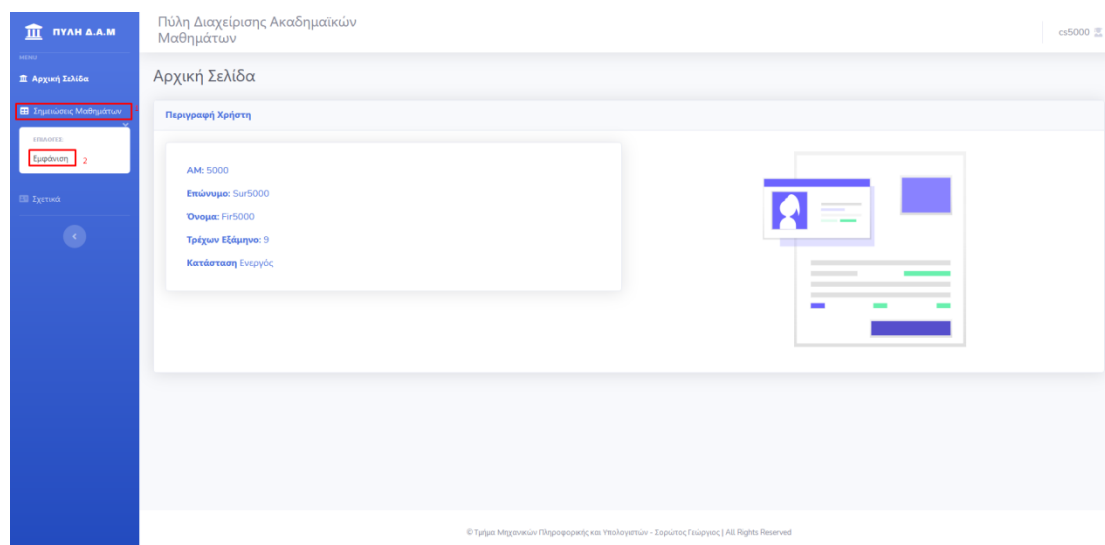 ΠΥΛΗ Δ.Α.Μ
Πύλη Διαχείρισης Ακαδημαϊκών
Μαθημάτων
cs5000
MENU
Αρχική Σελίδα
Αρχική Σελίδα
Σημειώσεις Μαθημάτων
Περιγραφή Χρήστη
ΕΠΙΛΟΓΕΣ:
Εμφάνιση 2
ΑΜ: 5000
Επώνυμο: Sur5000
Όνομα: Fir5000
Τρέχων Εξάμηνο: 9
Κατάσταση Ενεργός
Σχετικά
© Τμήμα Μηχανικών Πληροφορικής και Υπολογιστών - Σορώτος Γεώργιος | All Rights Reserved